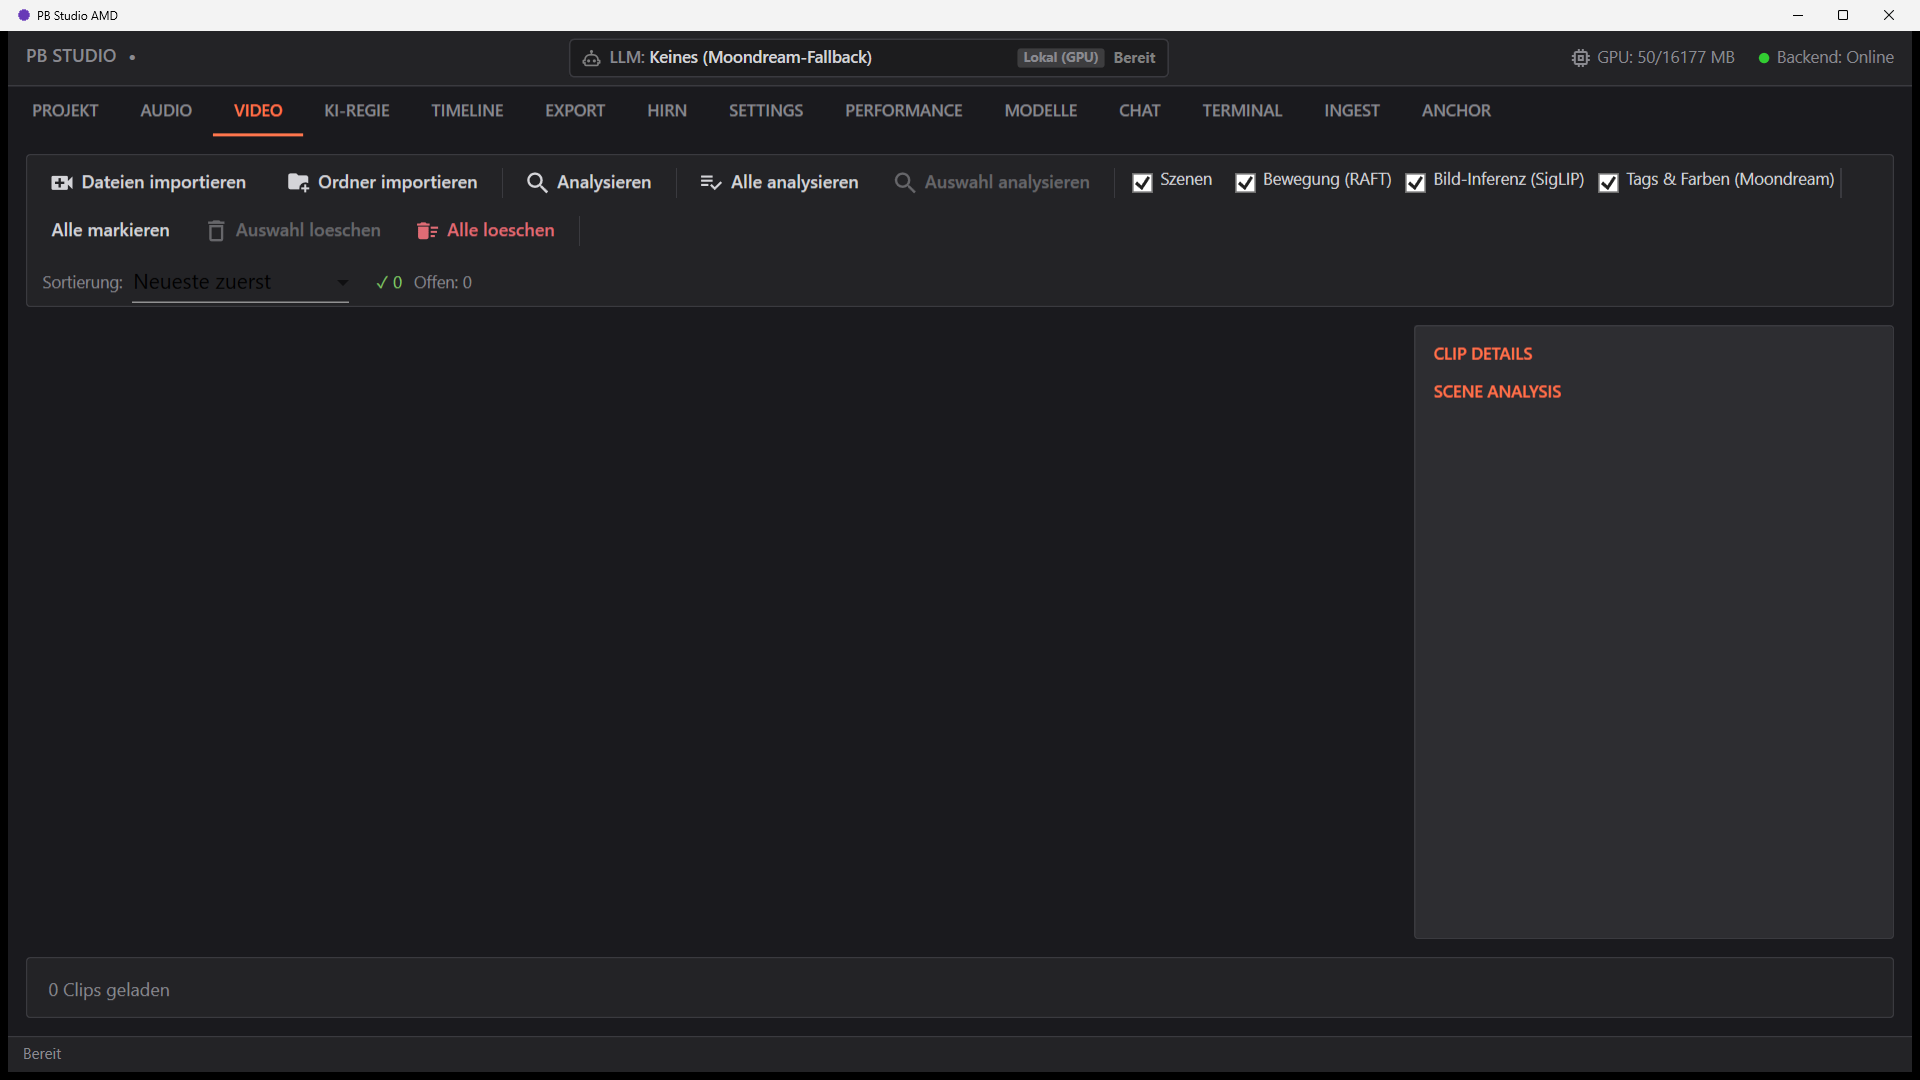 PB Studio AMD
PB STUDIO •
LLM: Keines (Moondream-Fallback) Lokal (GPU) Bereit
GPU: 50/16177 MB Backend: Online
PROJEKT AUDIO VIDEO KI-REGIE TIMELINE EXPORT HIRN SETTINGS PERFORMANCE MODELLE CHAT TERMINAL INGEST ANCHOR
Dateien importieren Ordner importieren Analysieren Alle analysieren Auswahl analysieren Szenen Bewegung (RAFT) Bild-Inferenz (SigLIP) Tags & Farben (Moondream)
Alle markieren Auswahl loeschen Alle loeschen
Sortierung: Neueste zuerst ✓ 0 Offen: 0
CLIP DETAILS
SCENE ANALYSIS
0 Clips geladen
Bereit